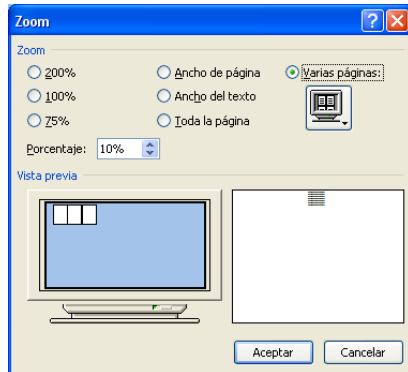 Zoom
Zoom
200% Ancho de página Varias páginas:
100% Ancho del texto
75% Toda la página
Porcentaje: 10%
Vista previa
Aceptar Cancelar